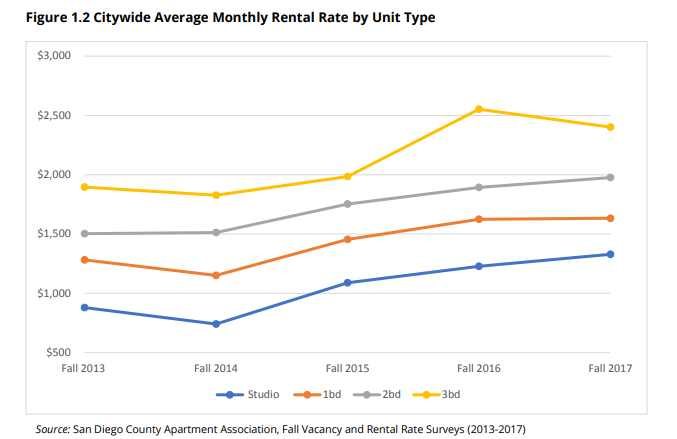 Figure 1.2 Citywide Average Monthly Rental Rate by Unit Type
$3,000
$2,500
$2,000
$1,500
$1,000
$500
Fall 2013 Fall 2014 Fall 2015 Fall 2016 Fall 2017
Studio 1bd 2bd 3bd
Source: San Diego County Apartment Association, Fall Vacancy and Rental Rate Surveys (2013-2017)